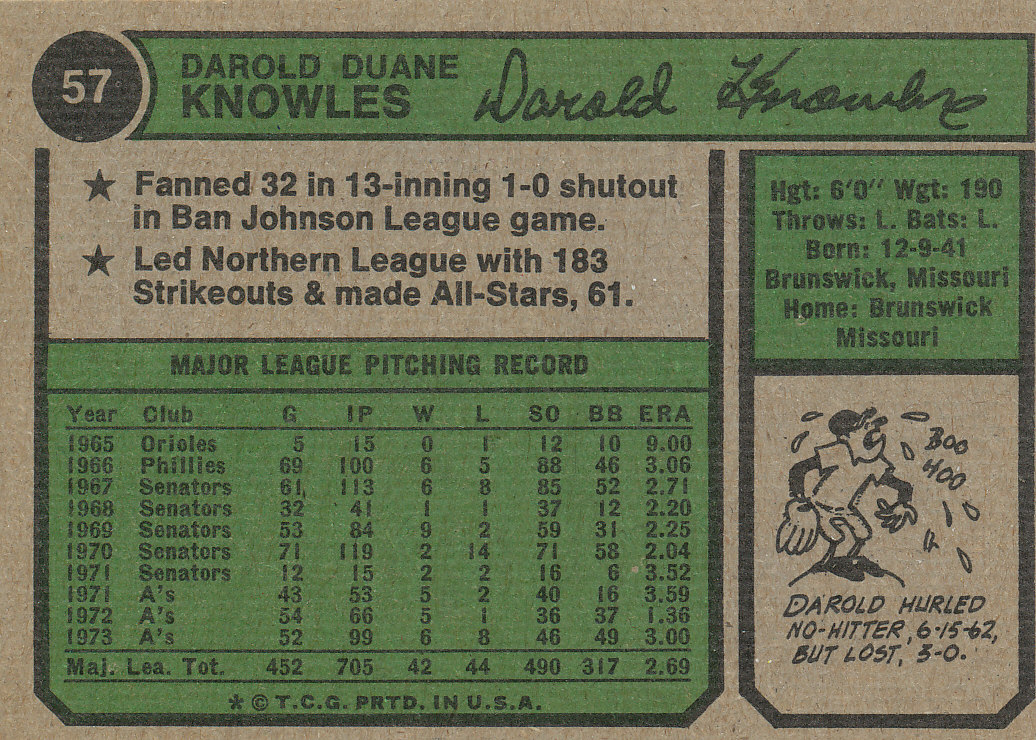 57
DAROLD DUANE
KNOWLES
Darold Knowles
★ Fanned 32 in 13-inning 1-0 shutout
in Ban Johnson League game.
★ Led Northern League with 183
Strikeouts & made All-Stars, 61.
MAJOR LEAGUE PITCHING RECORD
Year Club G IP W L SO BB ERA
1965 Orioles 5 15 0 1 12 10 9.00
1966 Phillies 69 100 6 5 88 46 3.06
1967 Senators 61 113 6 8 85 52 2.71
1968 Senators 32 41 1 1 37 12 2.20
1969 Senators 53 84 9 2 59 31 2.25
1970 Senators 71 119 2 14 71 58 2.04
1971 Senators 12 15 2 2 16 6 3.52
1971 A's 43 53 5 2 40 16 3.59
1972 A's 54 66 5 1 36 37 1.36
1973 A's 52 99 6 8 46 49 3.00
Maj. Lea. Tot. 452 705 42 44 490 317 2.69
* © T.C.G. PRTD. IN U.S.A.
Hgt: 6'0" Wgt: 190
Throws: L. Bats: L.
Born: 12-9-41
Brunswick, Missouri
Home: Brunswick
Missouri
BOO
HOO
DAROLD HURLED
NO-HITTER, 6-15-62,
BUT LOST, 3-0.